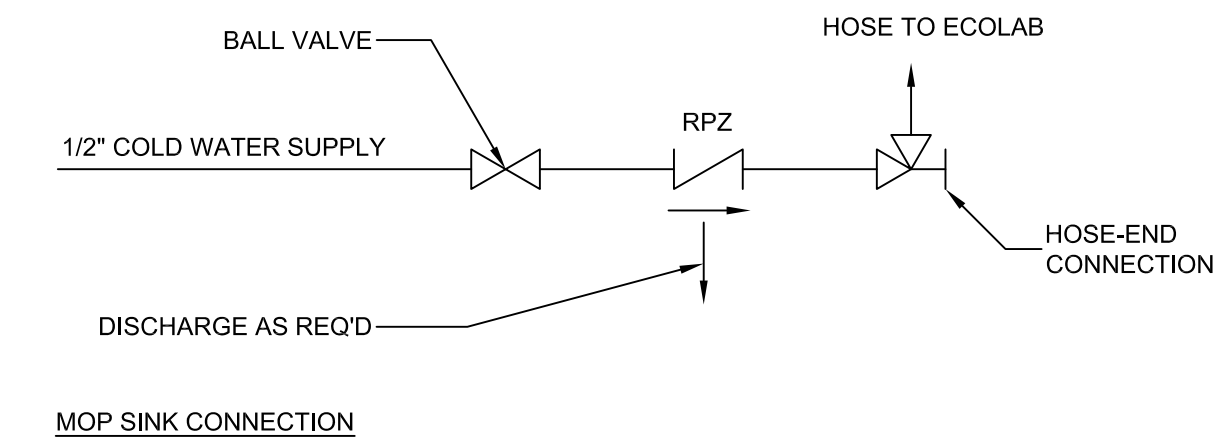 BALL VALVE
HOSE TO ECOLAB
1/2" COLD WATER SUPPLY
RPZ
HOSE-END
CONNECTION
DISCHARGE AS REQ'D
MOP SINK CONNECTION